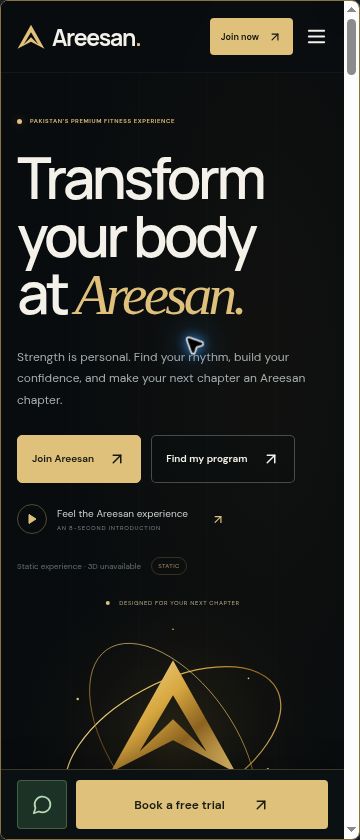 Areesan.
Join now
PAKISTAN'S PREMIUM FITNESS EXPERIENCE
Transform
your body
at Areesan.
Strength is personal. Find your rhythm, build your
confidence, and make your next chapter an Areesan
chapter.
Join Areesan
Find my program
Feel the Areesan experience
AN 8-SECOND INTRODUCTION
Static experience · 3D unavailable
STATIC
DESIGNED FOR YOUR NEXT CHAPTER
Book a free trial